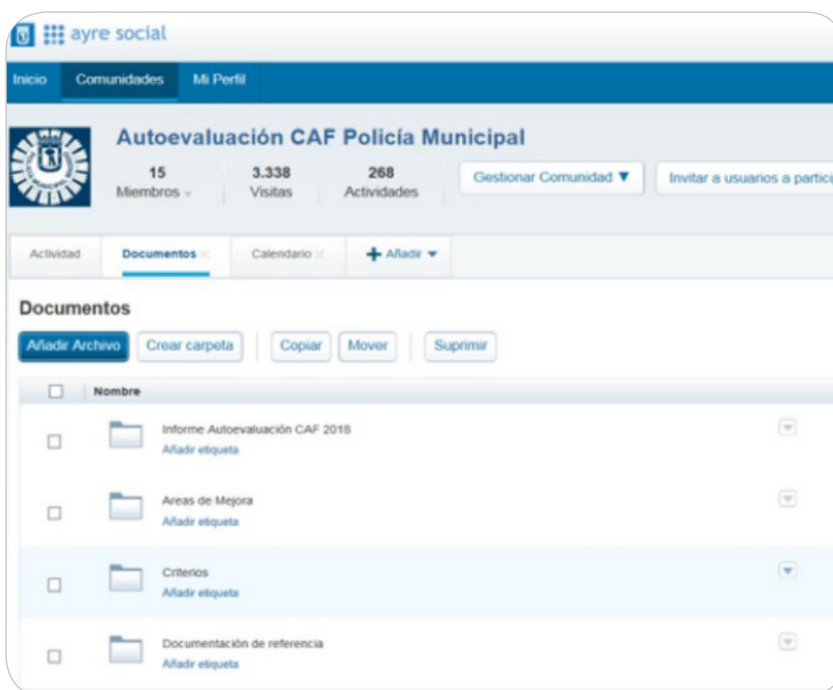 ayre social
Inicio Comunidades Mi Perfil
Autoevaluación CAF Policía Municipal
15 3.338 268
Miembros Visitas Actividades
Gestionar Comunidad Invitar a usuarios a partici
Actividad Documentos Calendario Añadir
Documentos
Añadir Archivo Crear carpeta Copiar Mover Suprimir
Nombre
Informe Autoevaluación CAF 2018
Añadir etiqueta
Areas de Mejora
Añadir etiqueta
Criterios
Añadir etiqueta
Documentación de referencia
Añadir etiqueta